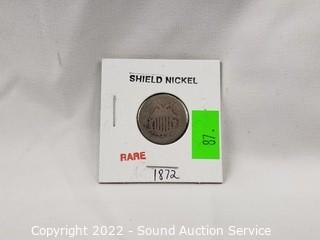 SHIELD NICKEL
87.
RARE
1872
Copyright 2022 - Sound Auction Service